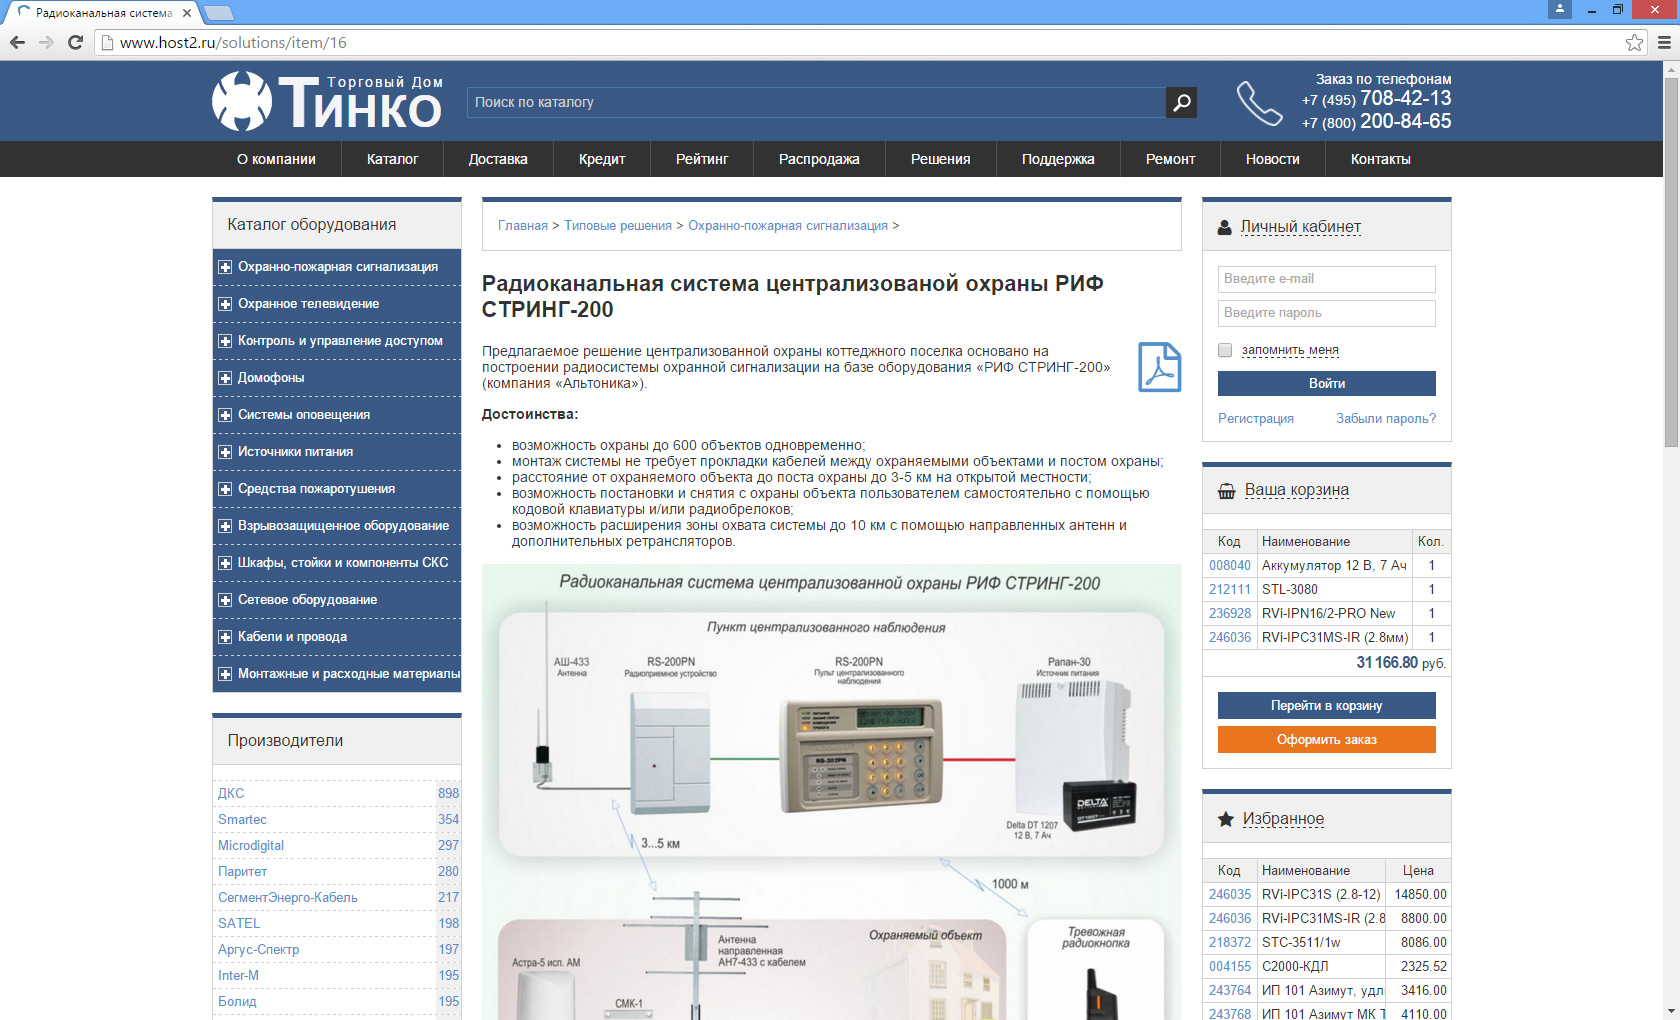 Радиоканальная система
www.host2.ru/solutions/item/16
Торговый Дом
Тинко
Поиск по каталогу
Заказ по телефонам
+7 (495) 708-42-13
+7 (800) 200-84-65
О компании Каталог Доставка Кредит Рейтинг Распродажа Решения Поддержка Ремонт Новости Контакты
Каталог оборудования
Охранно-пожарная сигнализация
Охранное телевидение
Контроль и управление доступом
Домофоны
Системы оповещения
Источники питания
Средства пожаротушения
Взрывозащищенное оборудование
Шкафы, стойки и компоненты СКС
Сетевое оборудование
Кабели и провода
Монтажные и расходные материалы
Производители
ДКС 898
Smartec 354
Microdigital 297
Паритет 280
СегментЭнерго-Кабель 217
SATEL 198
Аргус-Спектр 197
Inter-M 195
Болид 195
Главная > Типовые решения > Охранно-пожарная сигнализация >
Радиоканальная система централизованой охраны РИФ
СТРИНГ-200
Предлагаемое решение централизованной охраны коттеджного поселка основано на
построении радиосистемы охранной сигнализации на базе оборудования «РИФ СТРИНГ-200»
(компания «Альтоника»).
Достоинства:
• возможность охраны до 600 объектов одновременно;
• монтаж системы не требует прокладки кабелей между охраняемыми объектами и постом охраны;
• расстояние от охраняемого объекта до поста охраны до 3-5 км на открытой местности;
• возможность постановки и снятия с охраны объекта пользователем самостоятельно с помощью
кодовой клавиатуры и/или радиобрелоков;
• возможность расширения зоны охвата системы до 10 км с помощью направленных антенн и
дополнительных ретрансляторов.
Радиоканальная система централизованной охраны РИФ СТРИНГ-200
Пункт централизованного наблюдения
АШ-433
Антенна
RS-200PN
Радиоприемное устройство
RS-200PN
Пульт централизованного
наблюдения
Рапан-30
Источник питания
RS-202PN
DELTA
DT 1207
Delta DT 1207
12 В, 7 Ач
3...5 км
1000 м
Антенна
направленная
АН7-433 с кабелем
Охраняемый объект
Тревожная
радиокнопка
Астра-5 исп. АМ
СМК-1
Личный кабинет
Введите e-mail
Введите пароль
запомнить меня
Войти
Регистрация Забыли пароль?
Ваша корзина
Код Наименование Кол.
008040 Аккумулятор 12 В, 7 Ач 1
212111 STL-3080 1
236928 RVi-IPN16/2-PRO New 1
246036 RVi-IPC31MS-IR (2.8мм) 1
31 166.80 руб.
Перейти в корзину
Оформить заказ
Избранное
Код Наименование Цена
246035 RVi-IPC31S (2.8-12) 14850.00
246036 RVi-IPC31MS-IR (2.8 8800.00
218372 STC-3511/1w 8086.00
004155 С2000-КДЛ 2325.52
243764 ИП 101 Азимут, удл 3416.00
243768 ИП 101 Азимут МК Т 4110.00